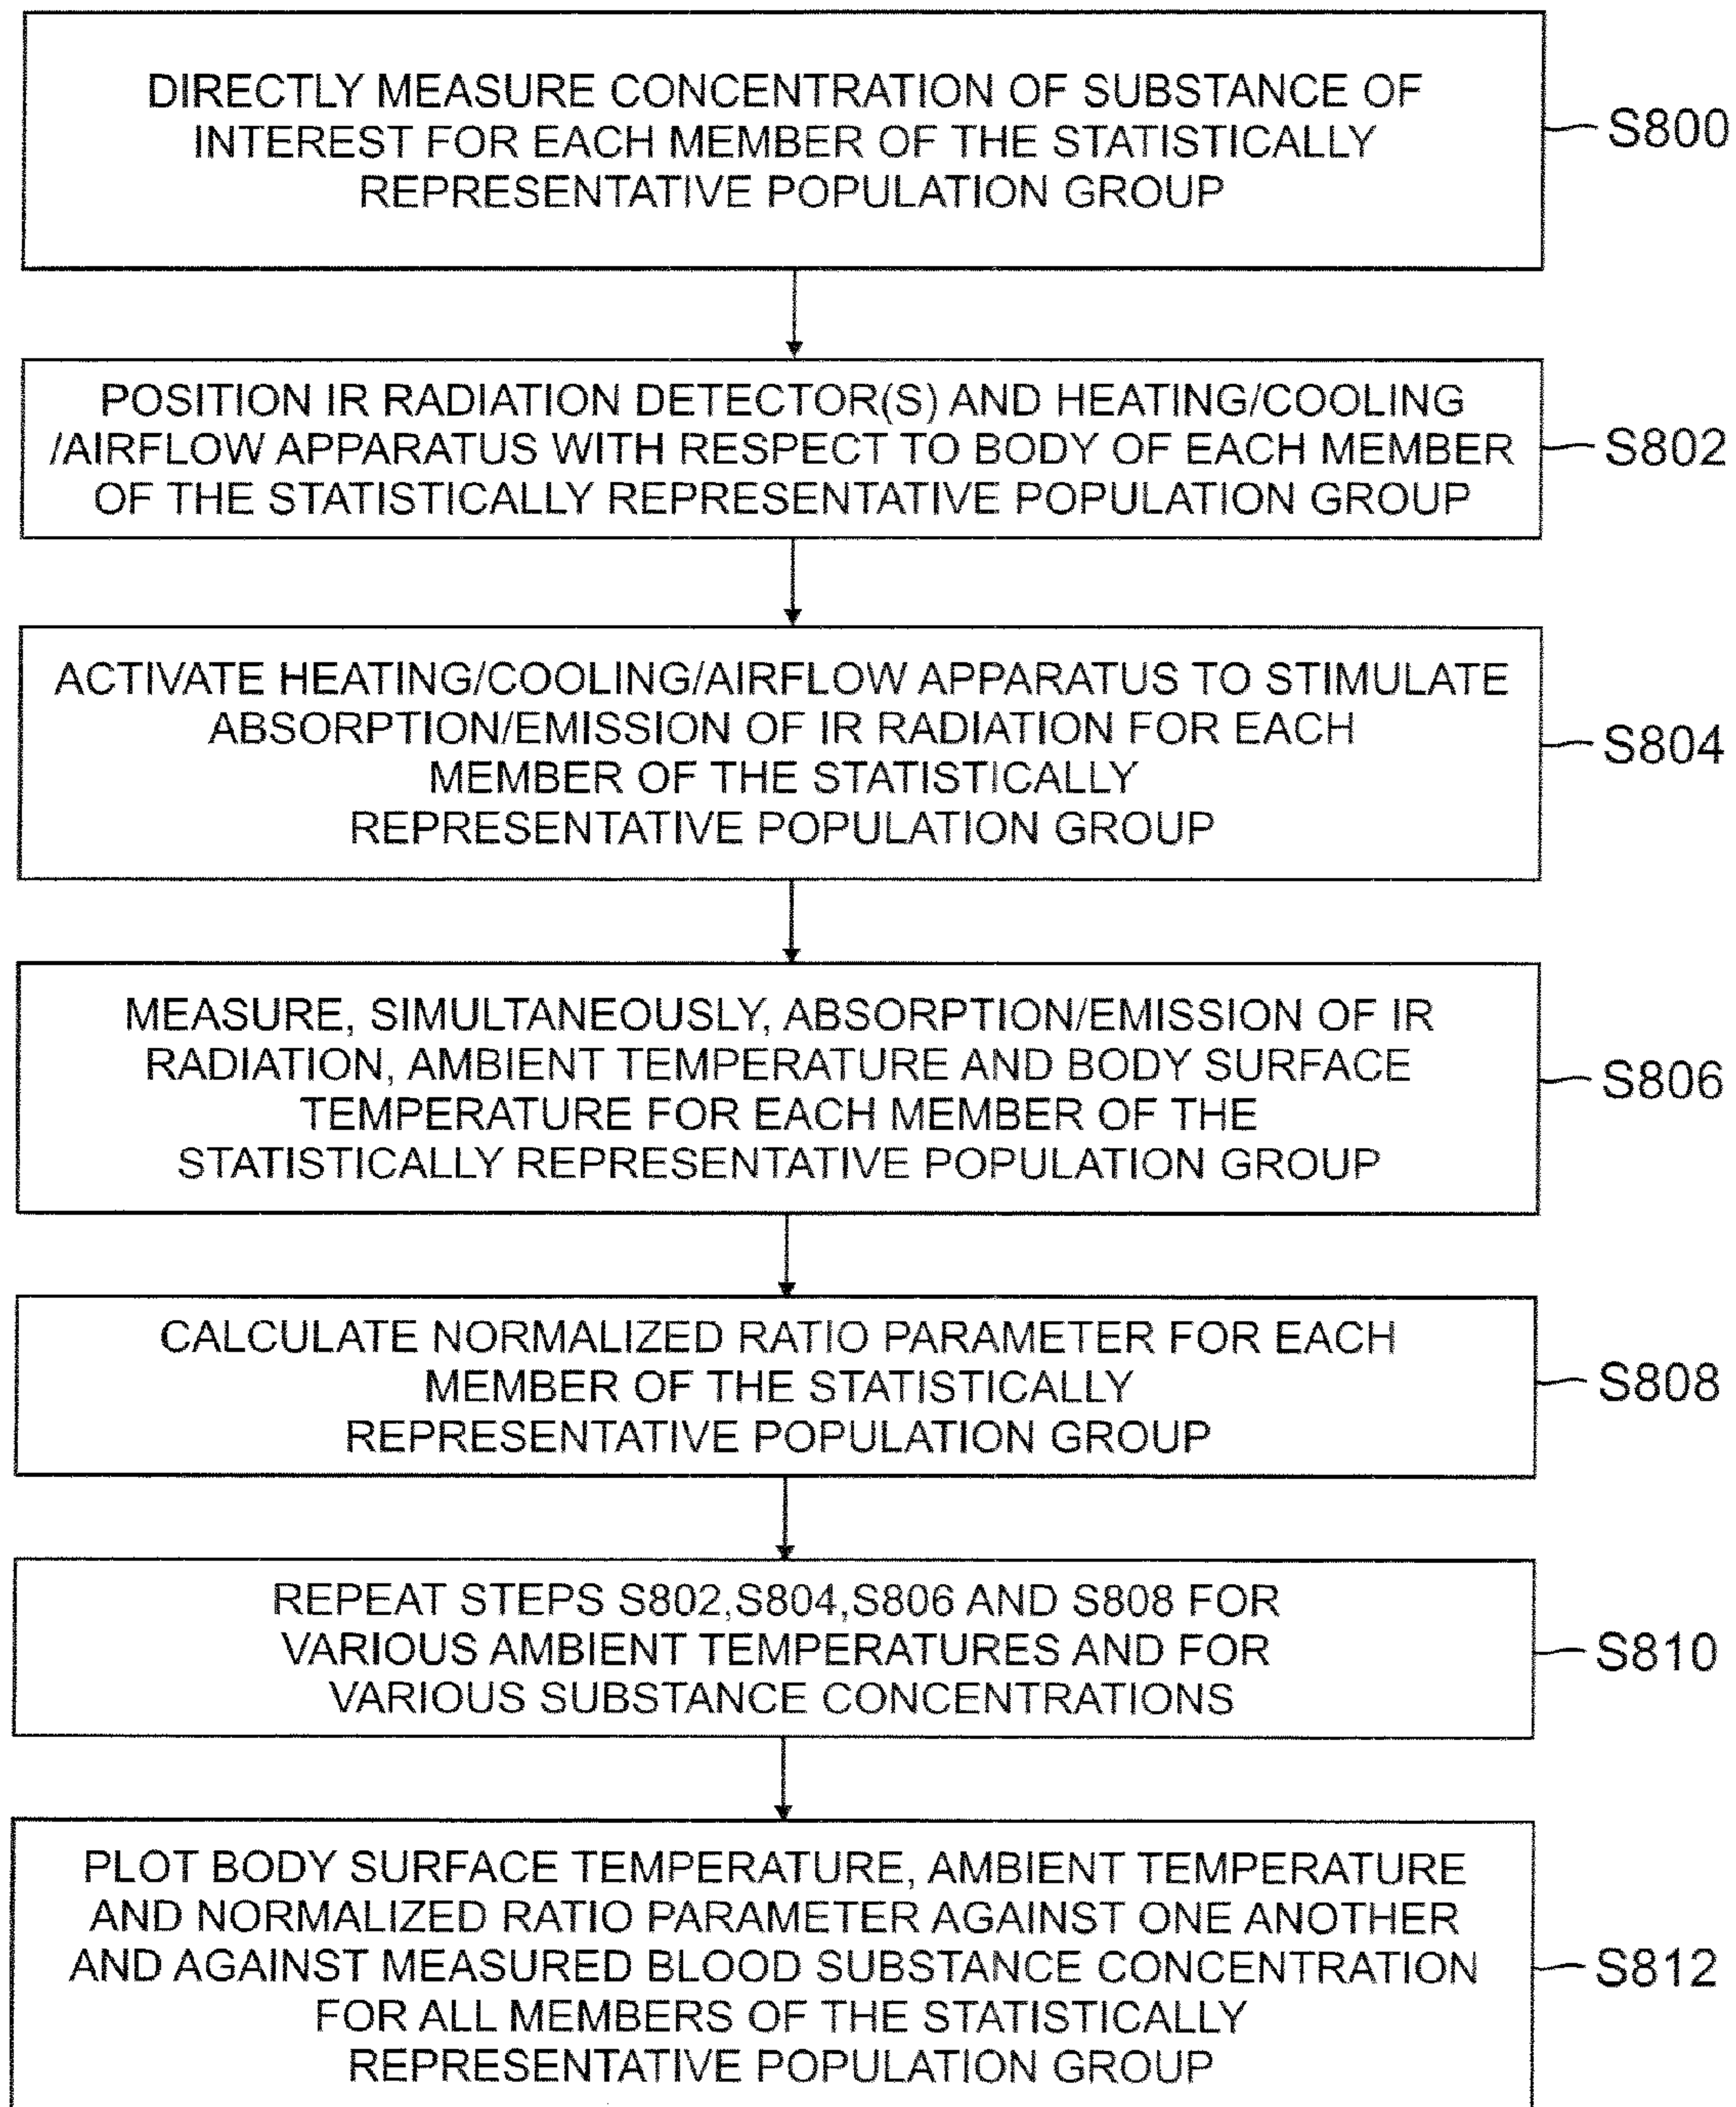 DIRECTLY MEASURE CONCENTRATION OF SUBSTANCE OF
INTEREST FOR EACH MEMBER OF THE STATISTICALLY
REPRESENTATIVE POPULATION GROUP
S800
POSITION IR RADIATION DETECTOR(S) AND HEATING/COOLING
/AIRFLOW APPARATUS WITH RESPECT TO BODY OF EACH MEMBER
OF THE STATISTICALLY REPRESENTATIVE POPULATION GROUP
S802
ACTIVATE HEATING/COOLING/AIRFLOW APPARATUS TO STIMULATE
ABSORPTION/EMISSION OF IR RADIATION FOR EACH
MEMBER OF THE STATISTICALLY
REPRESENTATIVE POPULATION GROUP
S804
MEASURE, SIMULTANEOUSLY, ABSORPTION/EMISSION OF IR
RADIATION, AMBIENT TEMPERATURE AND BODY SURFACE
TEMPERATURE FOR EACH MEMBER OF THE
STATISTICALLY REPRESENTATIVE POPULATION GROUP
S806
CALCULATE NORMALIZED RATIO PARAMETER FOR EACH
MEMBER OF THE STATISTICALLY
REPRESENTATIVE POPULATION GROUP
S808
REPEAT STEPS S802,S804,S806 AND S808 FOR
VARIOUS AMBIENT TEMPERATURES AND FOR
VARIOUS SUBSTANCE CONCENTRATIONS
S810
PLOT BODY SURFACE TEMPERATURE, AMBIENT TEMPERATURE
AND NORMALIZED RATIO PARAMETER AGAINST ONE ANOTHER
AND AGAINST MEASURED BLOOD SUBSTANCE CONCENTRATION
FOR ALL MEMBERS OF THE STATISTICALLY
REPRESENTATIVE POPULATION GROUP
S812